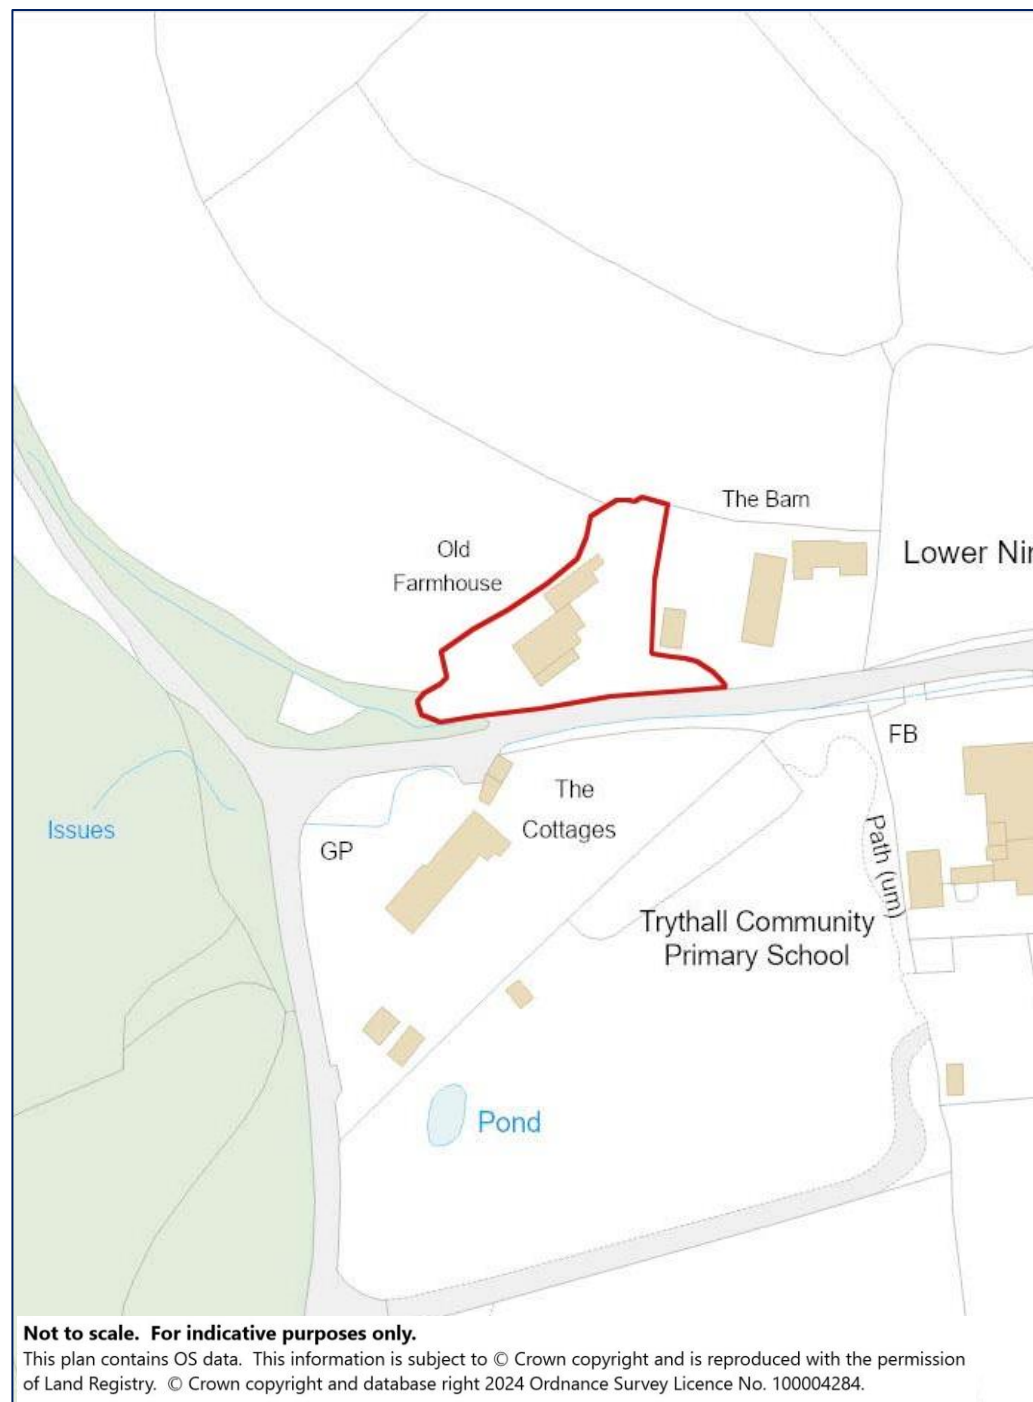 The Barn
Old
Farmhouse
Lower Nin
FB
The
Cottages
Issues
GP
Path (um)
Trythall Community
Primary School
Pond
Not to scale. For indicative purposes only.
This plan contains OS data. This information is subject to © Crown copyright and is reproduced with the permission
of Land Registry. © Crown copyright and database right 2024 Ordnance Survey Licence No. 100004284.